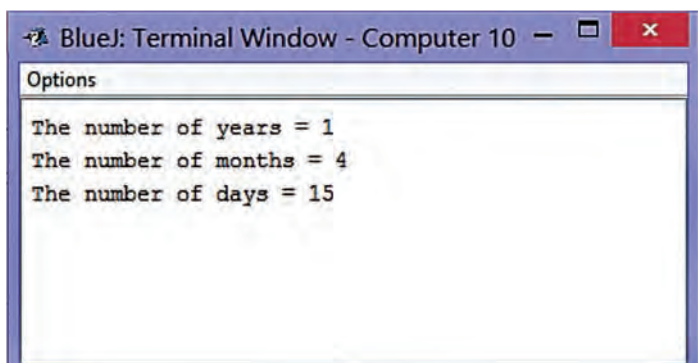 BlueJ: Terminal Window - Computer 10
Options
The number of years = 1
The number of months = 4
The number of days = 15